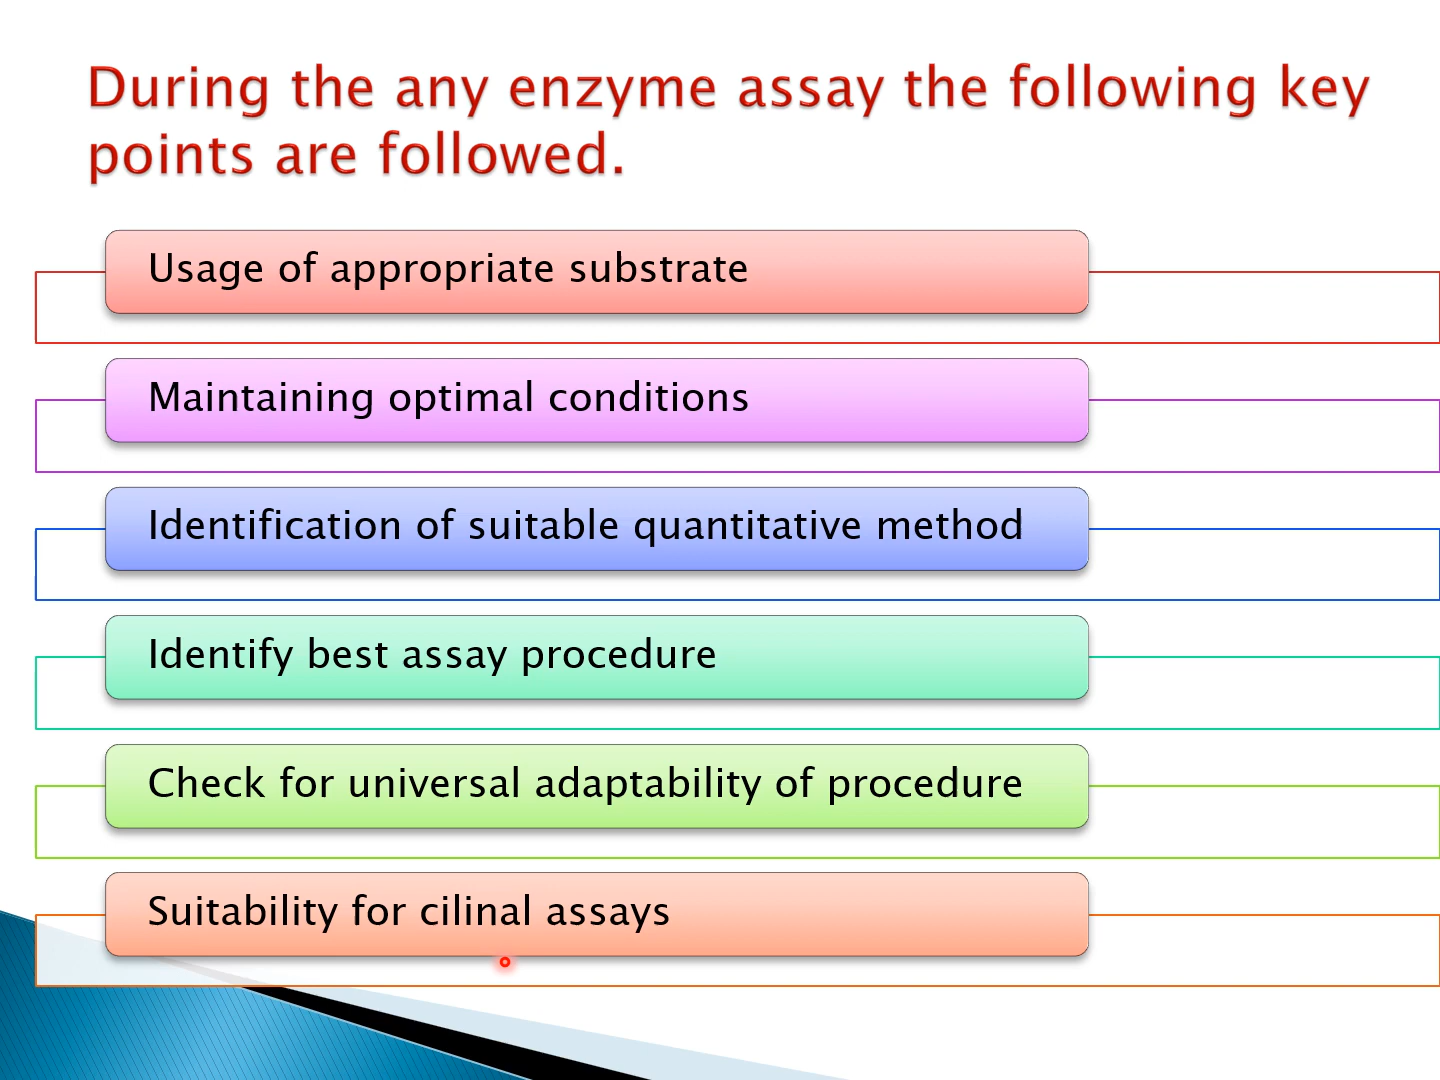 During the any enzyme assay the following key
points are followed.
Usage of appropriate substrate
Maintaining optimal conditions
Identification of suitable quantitative method
Identify best assay procedure
Check for universal adaptability of procedure
Suitability for cilinal assays